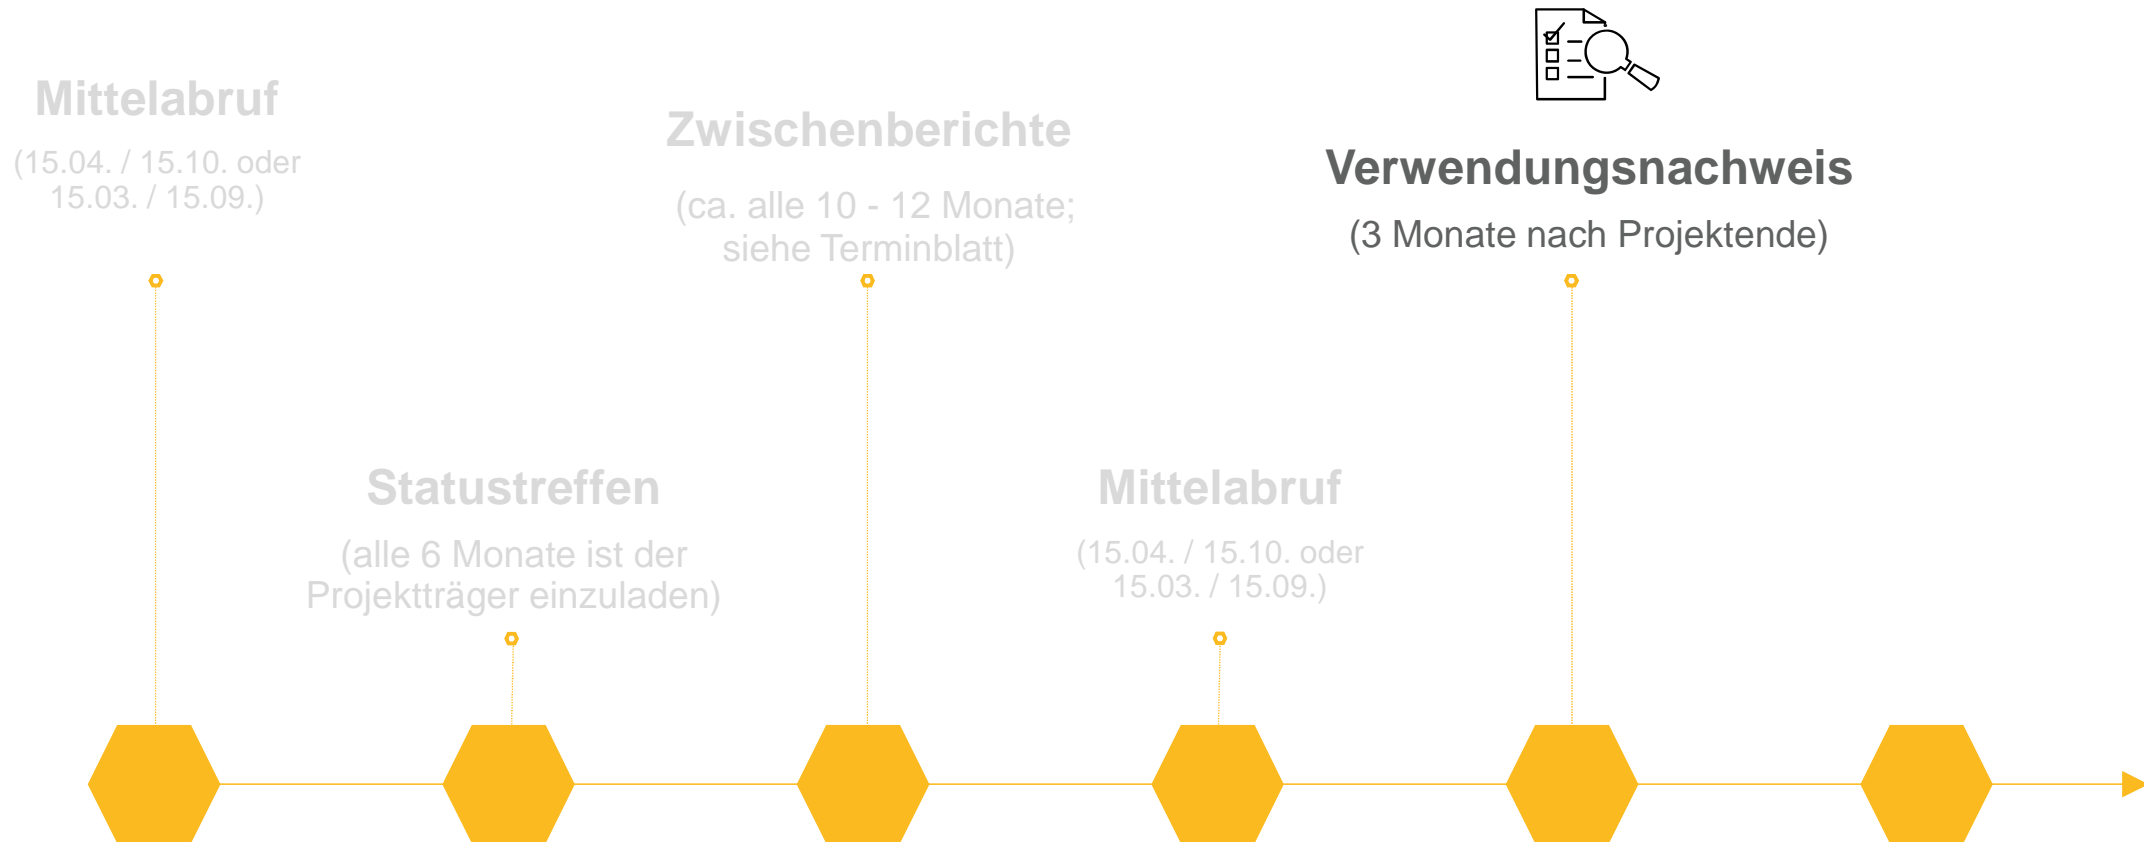 Mittelabruf
(15.04. / 15.10. oder
15.03. / 15.09.)
Statustreffen
(alle 6 Monate ist der
Projektträger einzuladen)
Zwischenberichte
(ca. alle 10 - 12 Monate;
siehe Terminblatt)
Mittelabruf
(15.04. / 15.10. oder
15.03. / 15.09.)
Verwendungsnachweis
(3 Monate nach Projektende)